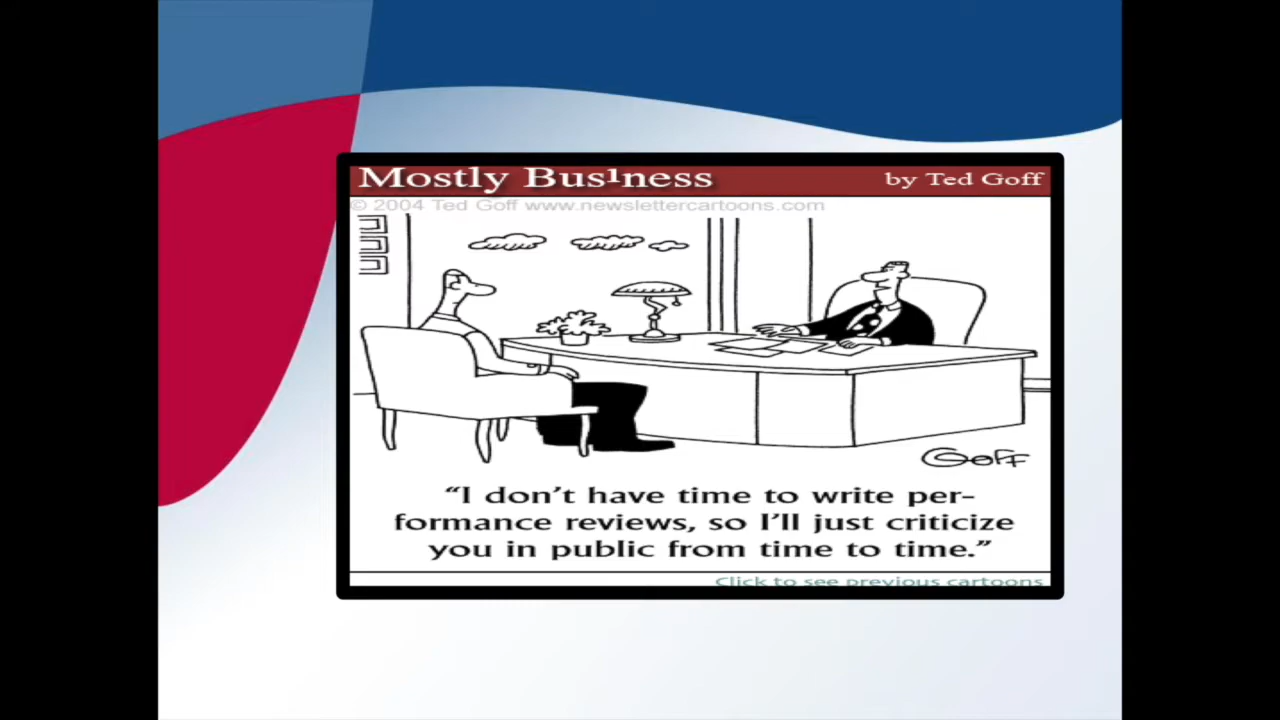 Mostly Business
by Ted Goff
© 2004 Ted Goff www.newslettercartoons.com
Goff
“I don’t have time to write per-
formance reviews, so I’ll just criticize
you in public from time to time.”
Click to see previous cartoons